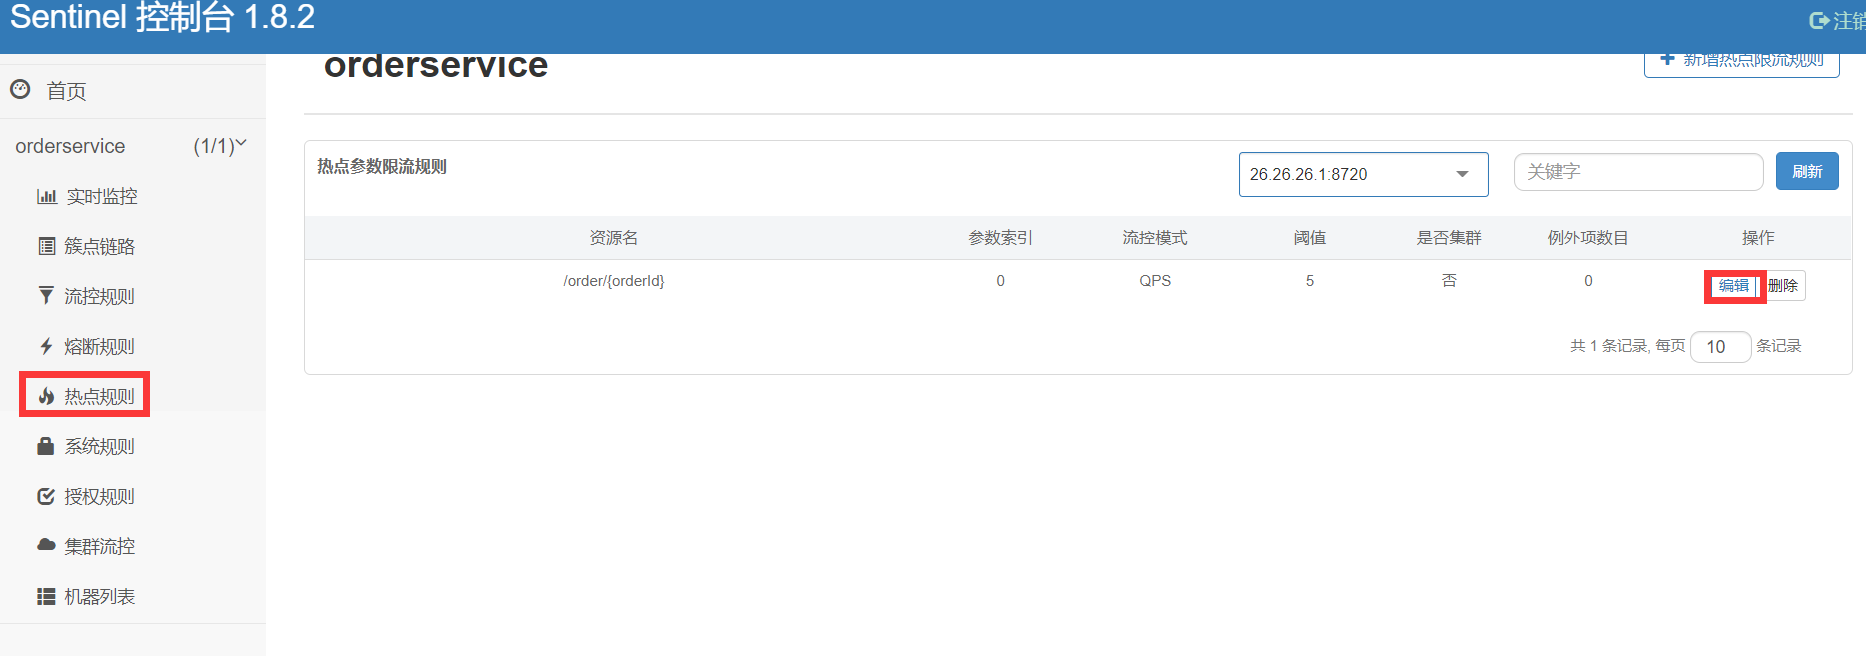 Sentinel 控制台 1.8.2
注销
首页
orderservice (1/1)
实时监控
簇点链路
流控规则
熔断规则
热点规则
系统规则
授权规则
集群流控
机器列表
orderservice
新增热点限流规则
热点参数限流规则
26.26.26.1:8720
关键字
刷新
资源名 参数索引 流控模式 阈值 是否集群 例外项数目 操作
/order/{orderId} 0 QPS 5 否 0 编辑 删除
共 1 条记录, 每页 10 条记录